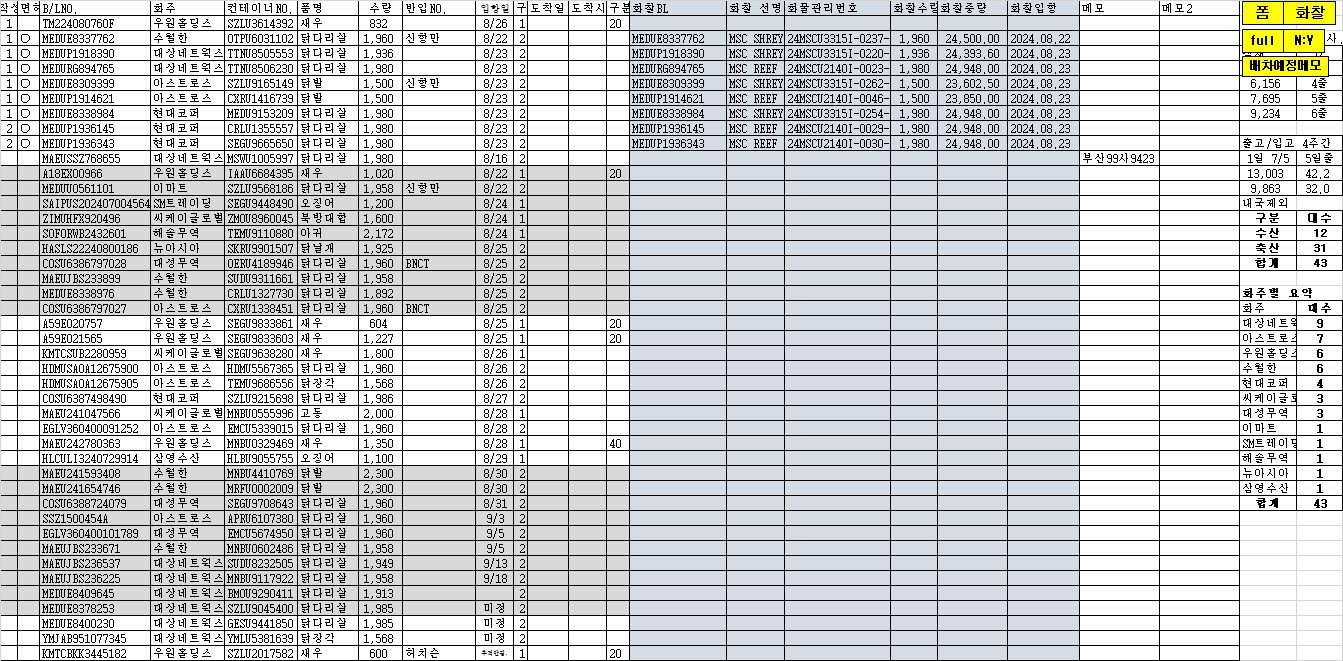 작성 면허 B/LNO. 화주 컨테이너NO. 품명 수량 반입NO. 입항일 구 도착일 도착시 구분 화찰BL 화찰 선명 화물관리번호 화찰수량 화찰중량 화찰입항 메모 메모2 폼 화찰
1 TM224080760F 우원홀딩스 SZLU3614392 새우 832 8/26 1 20
1 ○ MEDUE8337762 수월한 OTPU6031102 닭다리살 1,960 신항만 8/22 2 MEDUE8337762 MSC SHREY 24MSCU3315I-0237- 1,960 24,500.00 2024.08.22 full N:Y 사.
1 ○ MEDUP1918390 대상네트웍스 TTNU8505553 닭다리살 1,936 8/23 2 MEDUP1918390 MSC SHREY 24MSCU3315I-0220- 1,936 24,393.60 2024.08.23
1 ○ MEDURG894765 대상네트웍스 TTNU8506230 닭다리살 1,980 8/23 2 MEDURG894765 MSC REEF 24MSCU2140I-0023- 1,980 24,948.00 2024.08.23 배차예정메모
1 ○ MEDUE8309399 아스트로스 SZLU9165149 닭발 1,500 신항만 8/23 2 MEDUE8309399 MSC SHREY 24MSCU3315I-0262- 1,500 23,602.50 2024.08.23 6,156 4줄
1 ○ MEDUP1914621 아스트로스 CXRU1416739 닭발 1,500 8/23 2 MEDUP1914621 MSC REEF 24MSCU2140I-0046- 1,500 23,850.00 2024.08.23 7,695 5줄
1 ○ MEDUE8338984 현대코퍼 MEDU9153209 닭다리살 1,980 8/23 2 MEDUE8338984 MSC SHREY 24MSCU3315I-0254- 1,980 24,948.00 2024.08.23 9,234 6줄
2 ○ MEDUP1936145 현대코퍼 CRLU1355557 닭다리살 1,980 8/23 2 MEDUP1936145 MSC REEF 24MSCU2140I-0029- 1,980 24,948.00 2024.08.23
2 ○ MEDUP1936343 현대코퍼 SEGU9665650 닭다리살 1,980 8/23 2 MEDUP1936343 MSC REEF 24MSCU2140I-0030- 1,980 24,948.00 2024.08.23 출고/입고 4주간
MAEUSSZ768655 대상네트웍스 MSWU1005997 닭다리살 1,980 8/16 2 부산99사9423 1일 7/5 5일줄
A18EX00966 우원홀딩스 IAAU6684395 새우 1,020 8/22 1 20 13,003 42.2
MEDUU0561101 이마트 SZLU9568186 닭다리살 1,958 신항만 8/22 2 9,863 32.0
SAIPUS202407004564 SM트레이딩 SEGU9448490 오징어 1,200 8/24 1 내국제외
ZIMUHFX920496 씨케이글로벌 ZMOU8960045 북방대합 1,600 8/24 1 구분 대수
SOFORWB2432601 해솔무역 TEMU9110880 아귀 2,172 8/24 1 수산 12
HASLS22240800186 뉴아시아 SKRU9901507 닭날개 1,925 8/25 2 축산 31
COSU6386797028 대성무역 OERU4189946 닭다리살 1,960 BNCT 8/25 2 합계 43
MAEUJBS233899 수월한 SUDU9311661 닭다리살 1,958 8/25 2
MEDUE8338976 수월한 CRLU1327730 닭다리살 1,892 8/25 2 화주별 요약
COSU6386797027 아스트로스 CXRU1338451 닭다리살 1,960 BNCT 8/25 2 화주 대수
A59E020757 우원홀딩스 SEGU9833861 새우 604 8/25 1 20 대상네트웍 9
A59E021565 우원홀딩스 SEGU9833603 새우 1,227 8/25 1 20 아스트로스 7
KMTCSUB2280959 씨케이글로벌 SEGU9638280 새우 1,800 8/26 1 우원홀딩스 6
HDMUSAOA12675900 아스트로스 HDMU5567365 닭다리살 1,960 8/26 2 수월한 6
HDMUSAOA12675905 아스트로스 TEMU9686556 닭장각 1,568 8/26 2 현대코퍼 4
COSU6387498490 현대코퍼 SZLU9215698 닭다리살 1,986 8/27 2 씨케이글로 3
MAEU241047566 씨케이글로벌 MNBU0555996 고동 2,000 8/28 1 대성무역 3
EGLV360400091252 아스트로스 EMCU5339015 닭다리살 1,960 8/28 2 이마트 1
MAEU242780363 우원홀딩스 MNBU0329469 새우 1,350 8/28 1 40 SM트레이딩 1
HLCULI3240729914 삼영수산 HLBU9055755 오징어 1,100 8/29 1 해솔무역 1
MAEU241593408 수월한 MNBU4410769 닭발 2,300 8/30 2 뉴아시아 1
MAEU241654746 수월한 MRFU0002009 닭발 2,300 8/30 2 삼영수산 1
COSU6388724079 대성무역 SEGU9708643 닭다리살 1,960 8/31 2 합계 43
SSZ1500454A 아스트로스 APRU6107380 닭다리살 1,960 9/3 2
EGLV360400101789 대성무역 EMCU5674950 닭다리살 1,960 9/5 2
MAEUJBS233671 수월한 MNBU0602486 닭다리살 1,958 9/5 2
MAEUJBS236537 대상네트웍스 SUDU8232505 닭다리살 1,949 9/13 2
MAEUJBS236225 대상네트웍스 MNBU9117922 닭다리살 1,958 9/18 2
MEDUE8409645 대상네트웍스 BMOU9290411 닭다리살 1,913 2
MEDUE8378253 대상네트웍스 SZLU9045400 닭다리살 1,985 미정 2
MEDUE8400230 대상네트웍스 GESU9441850 닭다리살 1,985 미정 2
YMJAB951077345 대상네트웍스 YMLU5381639 닭장각 1,568 미정 2
KMTCBKK3445182 우원홀딩스 SZLU2017582 새우 600 허치슨 1 20